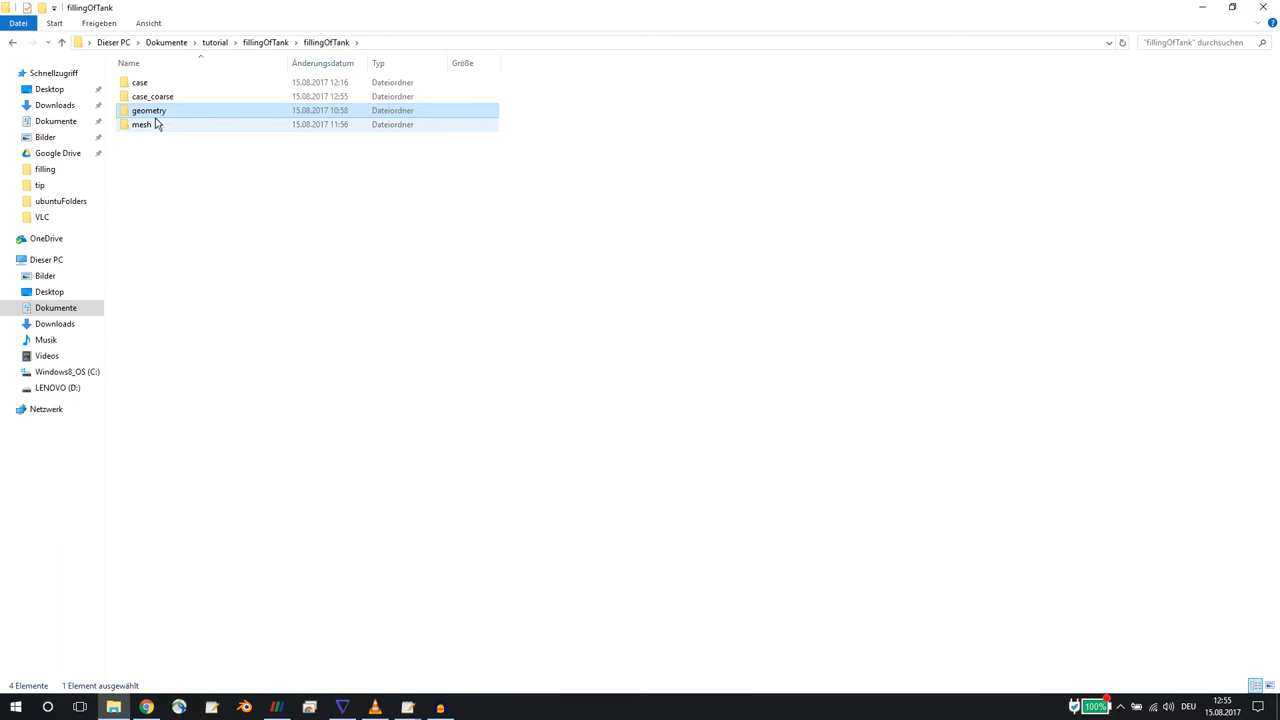 fillingOfTank
Datei Start Freigeben Ansicht
Dieser PC Dokumente tutorial fillingOfTank fillingOfTank "fillingOfTank" durchsuchen
Name Änderungsdatum Typ Größe
case 15.08.2017 12:16 Dateiordner
case_coarse 15.08.2017 12:55 Dateiordner
geometry 15.08.2017 10:58 Dateiordner
mesh 15.08.2017 11:56 Dateiordner
Schnellzugriff
Desktop
Downloads
Dokumente
Bilder
Google Drive
filling
tip
ubuntuFolders
VLC
OneDrive
Dieser PC
Bilder
Desktop
Dokumente
Downloads
Musik
Videos
Windows8_OS (C:)
LENOVO (D:)
Netzwerk
4 Elemente 1 Element ausgewählt
100% DEU 12:55
15.08.2017